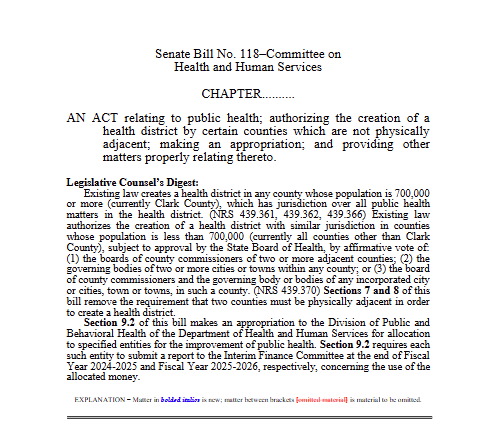 Senate Bill No. 118–Committee on
Health and Human Services
CHAPTER..........
AN ACT relating to public health; authorizing the creation of a
health district by certain counties which are not physically
adjacent; making an appropriation; and providing other
matters properly relating thereto.
Legislative Counsel's Digest:
Existing law creates a health district in any county whose population is 700,000
or more (currently Clark County), which has jurisdiction over all public health
matters in the health district. (NRS 439.361, 439.362, 439.366) Existing law
authorizes the creation of a health district with similar jurisdiction in counties
whose population is less than 700,000 (currently all counties other than Clark
County), subject to approval by the State Board of Health, by affirmative vote of:
(1) the boards of county commissioners of two or more adjacent counties; (2) the
governing bodies of two or more cities or towns within any county; or (3) the board
of county commissioners and the governing body or bodies of any incorporated city
or cities, town or towns, in such a county. (NRS 439.370) Sections 7 and 8 of this
bill remove the requirement that two counties must be physically adjacent in order
to create a health district.
Section 9.2 of this bill makes an appropriation to the Division of Public and
Behavioral Health of the Department of Health and Human Services for allocation
to specified entities for the improvement of public health. Section 9.2 requires each
such entity to submit a report to the Interim Finance Committee at the end of Fiscal
Year 2024-2025 and Fiscal Year 2025-2026, respectively, concerning the use of the
allocated money.
EXPLANATION – Matter in bolded italics is new; matter between brackets [omitted material] is material to be omitted.